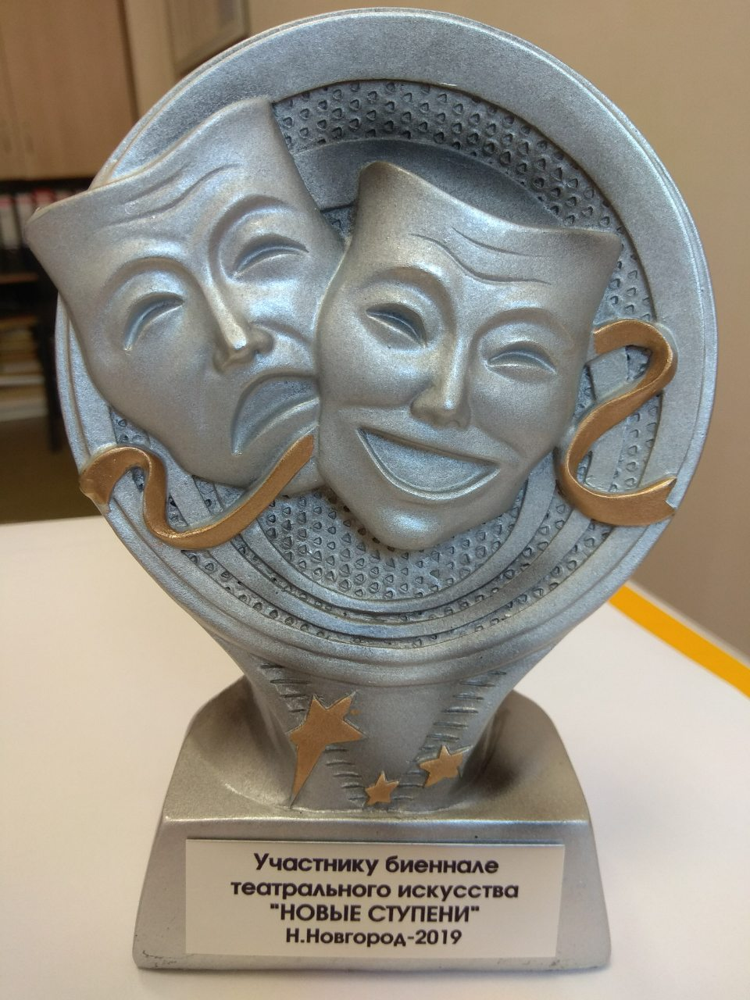 Участнику биеннале
театрального искусства
"НОВЫЕ СТУПЕНИ"
Н.Новгород-2019